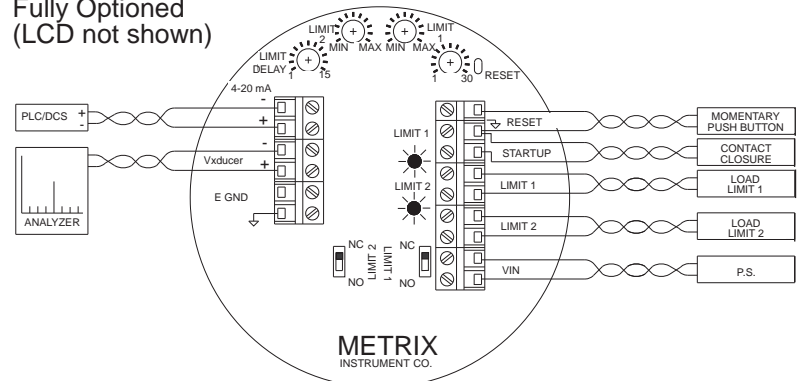 Fully Optioned
(LCD not shown)
LIMIT
2
LIMIT
1
MIN MAX MIN MAX
LIMIT
DELAY
1 15
1 30
RESET
4-20 mA
-
+
PLC/DCS + -
-
Vxducer +
ANALYZER
E GND
LIMIT 1
LIMIT 2
RESET
STARTUP
LIMIT 1
LIMIT 2
VIN
MOMENTARY
PUSH BUTTON
CONTACT
CLOSURE
LOAD
LIMIT 1
LOAD
LIMIT 2
P.S.
NC
NO
LIMIT 2
LIMIT 1
NC
NO
METRIX
INSTRUMENT CO.